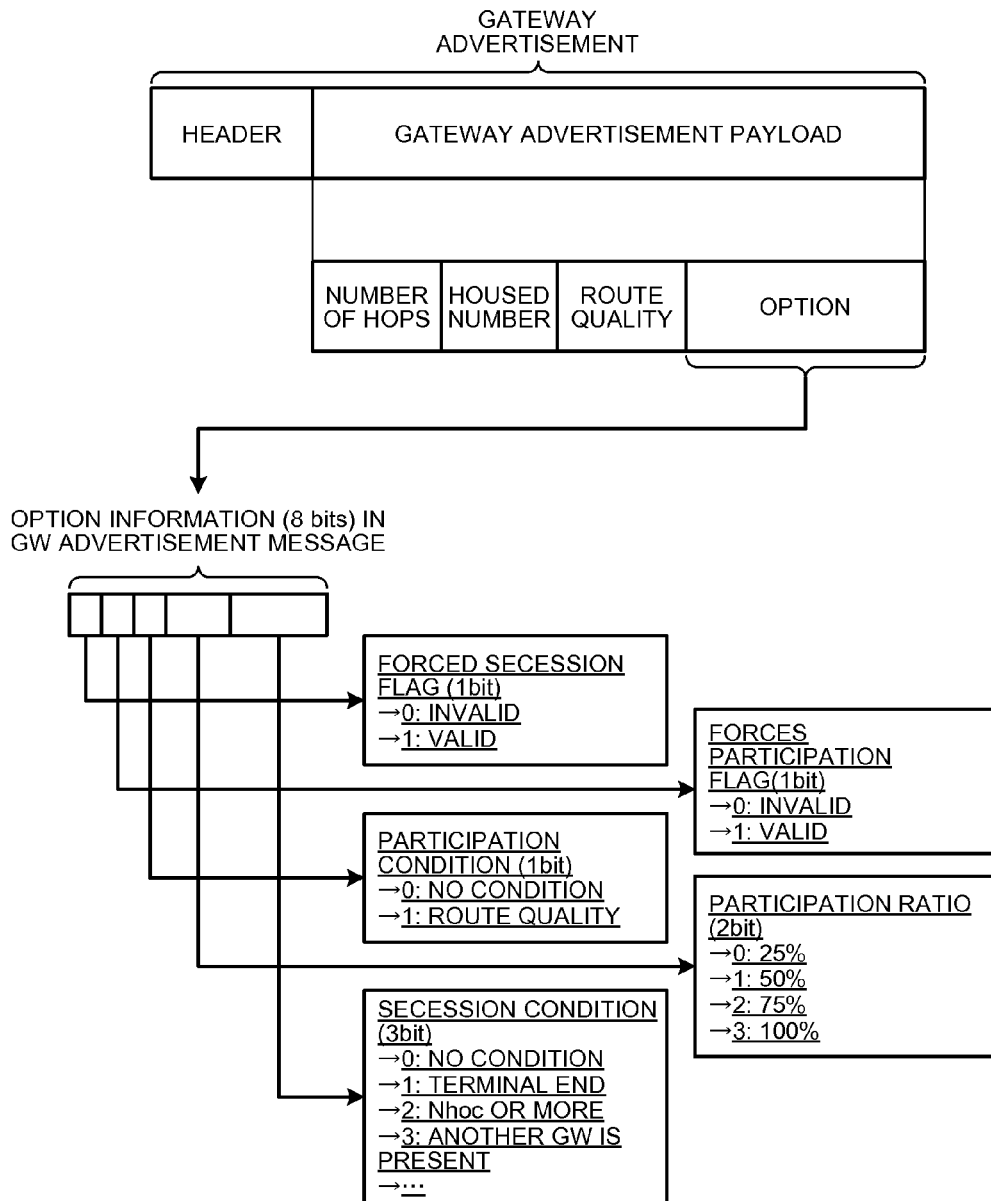 GATEWAY
ADVERTISEMENT
HEADER
GATEWAY ADVERTISEMENT PAYLOAD
NUMBER
OF HOPS
HOUSED
NUMBER
ROUTE
QUALITY
OPTION
OPTION INFORMATION (8 bits) IN
GW ADVERTISEMENT MESSAGE
FORCED SECESSION
FLAG (1bit)
→0: INVALID
→1: VALID
FORCES
PARTICIPATION
FLAG(1bit)
→0: INVALID
→1: VALID
PARTICIPATION
CONDITION (1bit)
→0: NO CONDITION
→1: ROUTE QUALITY
PARTICIPATION RATIO
(2bit)
→0: 25%
→1: 50%
→2: 75%
→3: 100%
SECESSION CONDITION
(3bit)
→0: NO CONDITION
→1: TERMINAL END
→2: Nhoc OR MORE
→3: ANOTHER GW IS
PRESENT
→⋯